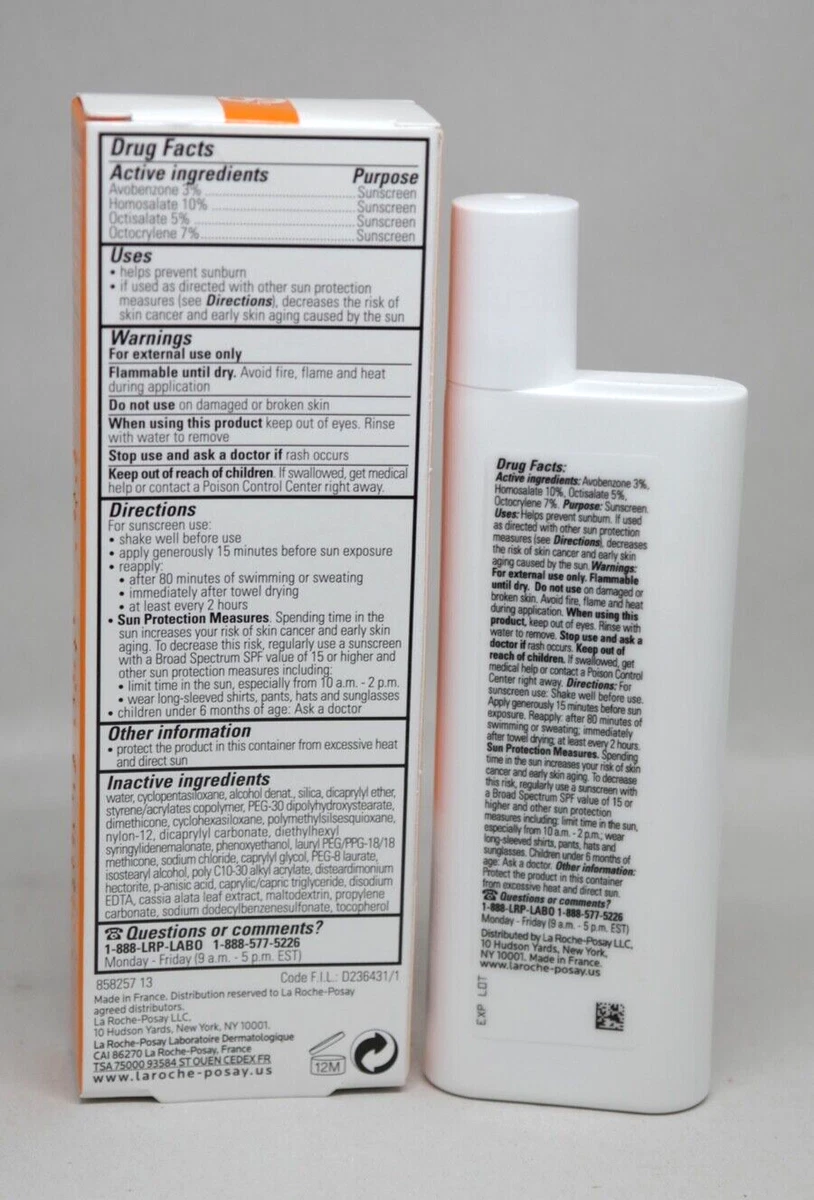 Drug Facts
Active ingredients Purpose
Avobenzone 3% Sunscreen
Homosalate 10% Sunscreen
Octisalate 5% Sunscreen
Octocrylene 7% Sunscreen
Uses
• helps prevent sunburn
• if used as directed with other sun protection
measures (see Directions), decreases the risk of
skin cancer and early skin aging caused by the sun
Warnings
For external use only
Flammable until dry. Avoid fire, flame and heat
during application
Do not use on damaged or broken skin
When using this product keep out of eyes. Rinse
with water to remove
Stop use and ask a doctor if rash occurs
Keep out of reach of children. If swallowed, get medical
help or contact a Poison Control Center right away.
Directions
For sunscreen use:
• shake well before use
• apply generously 15 minutes before sun exposure
• reapply:
• after 80 minutes of swimming or sweating
• immediately after towel drying
• at least every 2 hours
• Sun Protection Measures. Spending time in the
sun increases your risk of skin cancer and early skin
aging. To decrease this risk, regularly use a sunscreen
with a Broad Spectrum SPF value of 15 or higher and
other sun protection measures including:
• limit time in the sun, especially from 10 a.m. - 2 p.m.
• wear long-sleeved shirts, pants, hats and sunglasses
• children under 6 months of age: Ask a doctor
Other information
• protect the product in this container from excessive heat
and direct sun
Inactive ingredients
water, cyclopentasiloxane, alcohol denat., silica, dicaprylyl ether,
styrene/acrylates copolymer, PEG-30 dipolyhydroxystearate,
dimethicone, cyclohexasiloxane, polymethylsilsesquioxane,
nylon-12, dicaprylyl carbonate, diethylhexyl
syringylidenemalonate, phenoxyethanol, lauryl PEG/PPG-18/18
methicone, sodium chloride, caprylyl glycol, PEG-8 laurate,
isostearyl alcohol, poly C10-30 alkyl acrylate, disteardimonium
hectorite, p-anisic acid, caprylic/capric triglyceride, disodium
EDTA, cassia alata leaf extract, maltodextrin, propylene
carbonate, sodium dodecylbenzenesulfonate, tocopherol
☎ Questions or comments?
1-888-LRP-LABO 1-888-577-5226
Monday - Friday (9 a.m. - 5 p.m. EST)
858257 13 Code F.I.L.: D236431/1
Made in France. Distribution reserved to La Roche-Posay
agreed distributors.
La Roche-Posay LLC,
10 Hudson Yards, New York, NY 10001.
La Roche-Posay Laboratoire Dermatologique
CAI 86270 La Roche-Posay, France
TSA 75000 93584 ST OUEN CEDEX FR
www.laroche-posay.us
12M
Drug Facts:
Active ingredients: Avobenzone 3%,
Homosalate 10%, Octisalate 5%,
Octocrylene 7%. Purpose: Sunscreen.
Uses: Helps prevent sunburn. If used
as directed with other sun protection
measures (see Directions), decreases
the risk of skin cancer and early skin
aging caused by the sun. Warnings:
For external use only. Flammable
until dry. Do not use on damaged or
broken skin. Avoid fire, flame and heat
during application. When using this
product, keep out of eyes. Rinse with
water to remove. Stop use and ask a
doctor if rash occurs. Keep out of
reach of children. If swallowed, get
medical help or contact a Poison Control
Center right away. Directions: For
sunscreen use: Shake well before use.
Apply generously 15 minutes before sun
exposure. Reapply: after 80 minutes of
swimming or sweating; immediately
after towel drying; at least every 2 hours.
Sun Protection Measures. Spending
time in the sun increases your risk of skin
cancer and early skin aging. To decrease
this risk, regularly use a sunscreen with
a Broad Spectrum SPF value of 15 or
higher and other sun protection
measures including: limit time in the sun,
especially from 10 a.m. - 2 p.m.; wear
long-sleeved shirts, pants, hats and
sunglasses. Children under 6 months of
age: Ask a doctor. Other information:
Protect the product in this container
from excessive heat and direct sun.
☎ Questions or comments?
1-888-LRP-LABO 1-888-577-5226
Monday - Friday (9 a.m. - 5 p.m. EST)
Distributed by La Roche-Posay LLC,
10 Hudson Yards, New York,
NY 10001. Made in France.
www.laroche-posay.us
EXP LOT